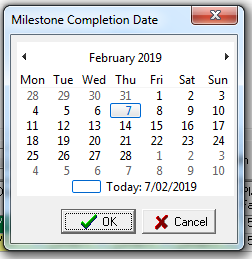 Milestone Completion Date
February 2019
Mon Tue Wed Thu Fri Sat Sun
28 29 30 31 1 2 3
4 5 6 7 8 9 10
11 12 13 14 15 16 17
18 19 20 21 22 23 24
25 26 27 28 1 2 3
4 5 6 7 8 9 10
Today: 7/02/2019
OK Cancel